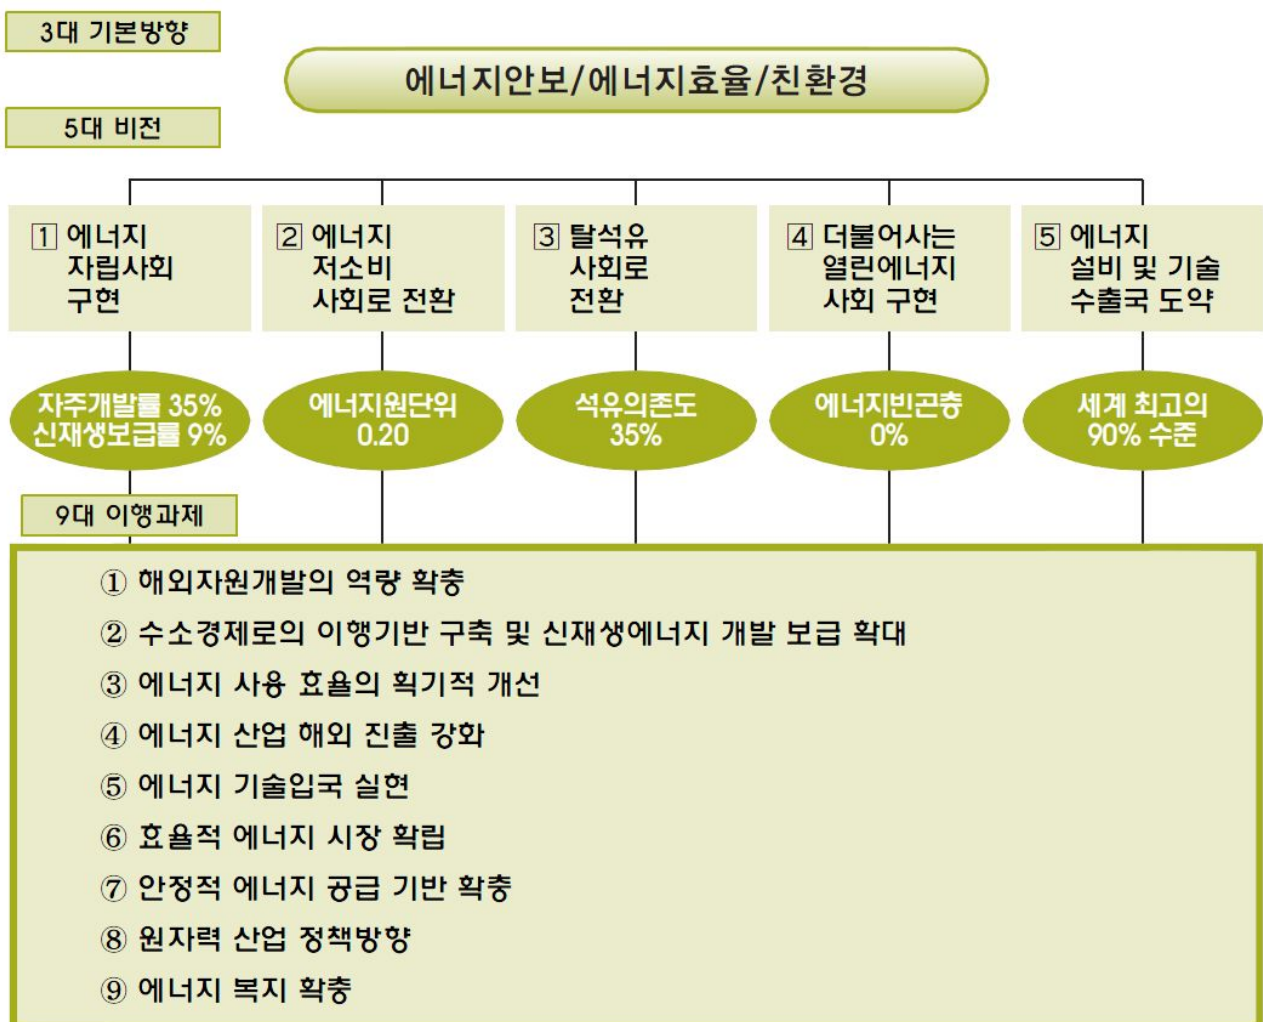 3대 기본방향
에너지안보/에너지효율/친환경
5대 비전
1 에너지
자립사회
구현
2 에너지
저소비
사회로 전환
3 탈석유
사회로
전환
4 더불어사는
열린에너지
사회 구현
5 에너지
설비 및 기술
수출국 도약
자주개발률 35%
신재생보급률 9%
에너지원단위
0.20
석유의존도
35%
에너지빈곤층
0%
세계 최고의
90% 수준
9대 이행과제
① 해외자원개발의 역량 확충
② 수소경제로의 이행기반 구축 및 신재생에너지 개발 보급 확대
③ 에너지 사용 효율의 획기적 개선
④ 에너지 산업 해외 진출 강화
⑤ 에너지 기술입국 실현
⑥ 효율적 에너지 시장 확립
⑦ 안정적 에너지 공급 기반 확충
⑧ 원자력 산업 정책방향
⑨ 에너지 복지 확충